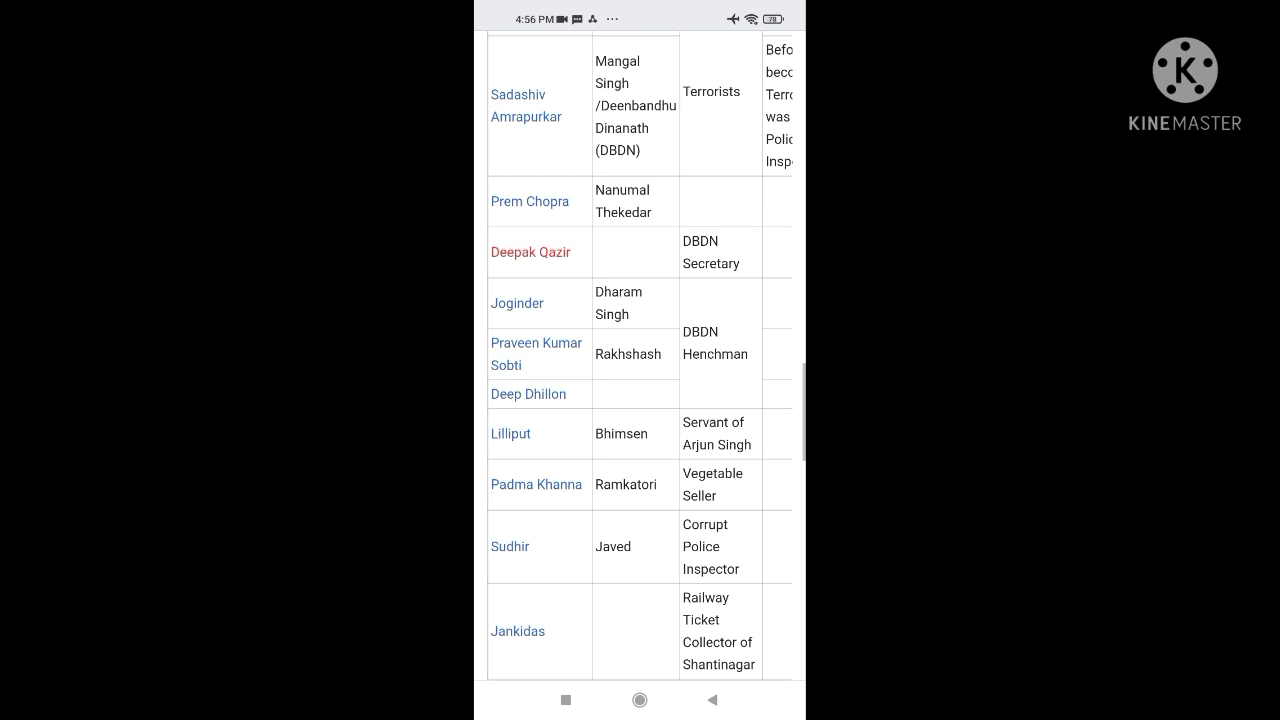 4:56 PM
78
Sadashiv
Amrapurkar
Mangal
Singh
/Deenbandhu
Dinanath
(DBDN)
Terrorists
Prem Chopra
Nanumal
Thekedar
Deepak Qazir
DBDN
Secretary
Joginder
Dharam
Singh
DBDN
Henchman
Praveen Kumar
Sobti
Rakhshash
Deep Dhillon
Lilliput
Bhimsen
Servant of
Arjun Singh
Padma Khanna
Ramkatori
Vegetable
Seller
Sudhir
Javed
Corrupt
Police
Inspector
Jankidas
Railway
Ticket
Collector of
Shantinagar
was
K
KINEMASTER